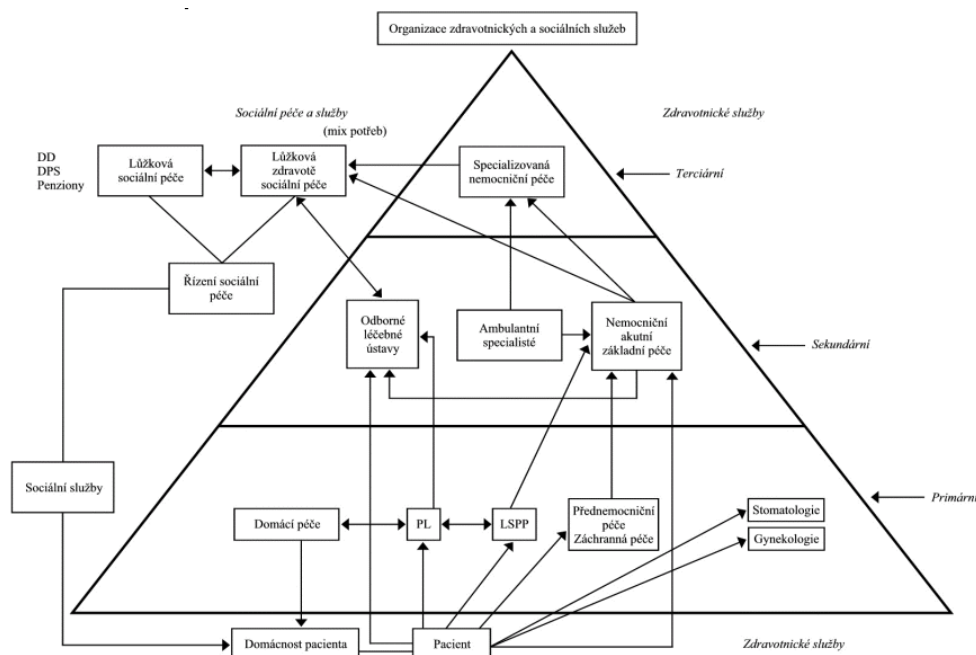 Organizace zdravotnických a sociálních služeb
Sociální péče a služby
(mix potřeb)
Zdravotnické služby
DD
DPS
Penziony
Lůžková
sociální péče
Lůžková
zdravotě
sociální péče
Specializovaná
nemocniční péče
Terciární
Řízení sociální
péče
Odborné
léčebné
ústavy
Ambulantní
specialisté
Nemocniční
akutní
základní péče
Sekundární
Sociální služby
Domácí péče
PL
LSPP
Přednemocniční
péče
Záchranná péče
Stomatologie
Gynekologie
Primární
Domácnost pacienta
Pacient
Zdravotnické služby